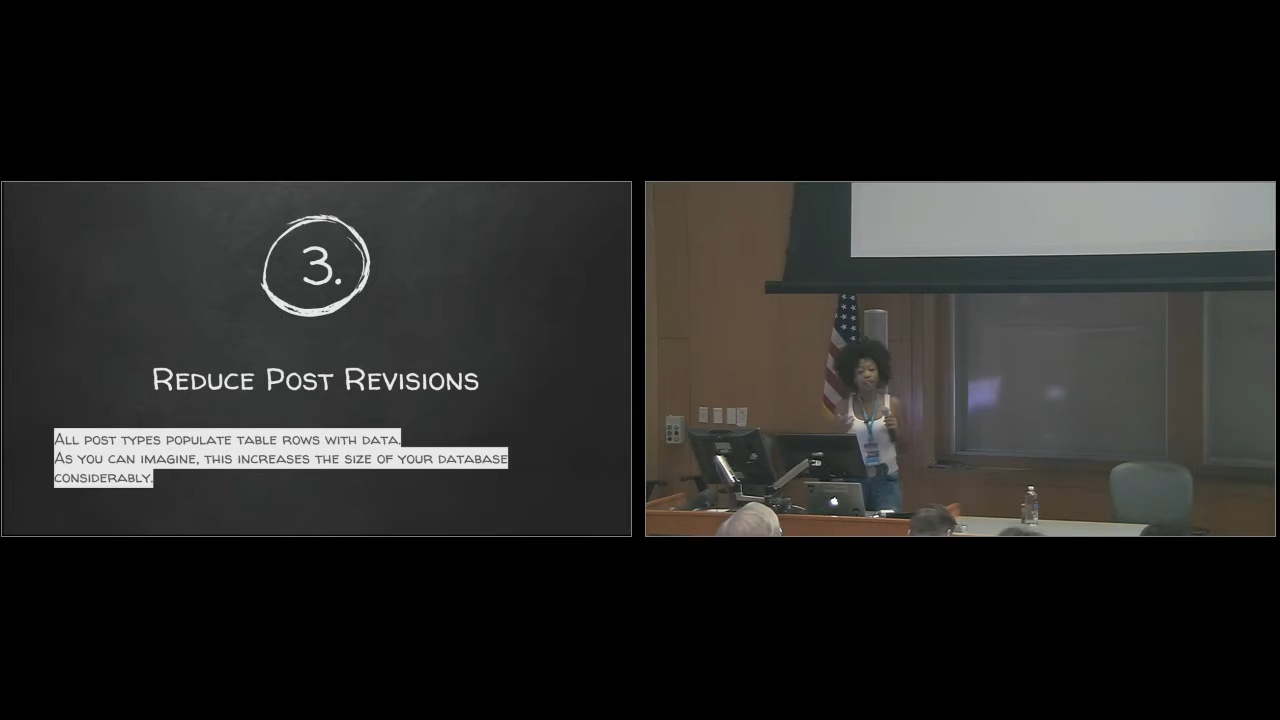 3.
Reduce Post Revisions
All post types populate table rows with data.
As you can imagine, this increases the size of your database
considerably.